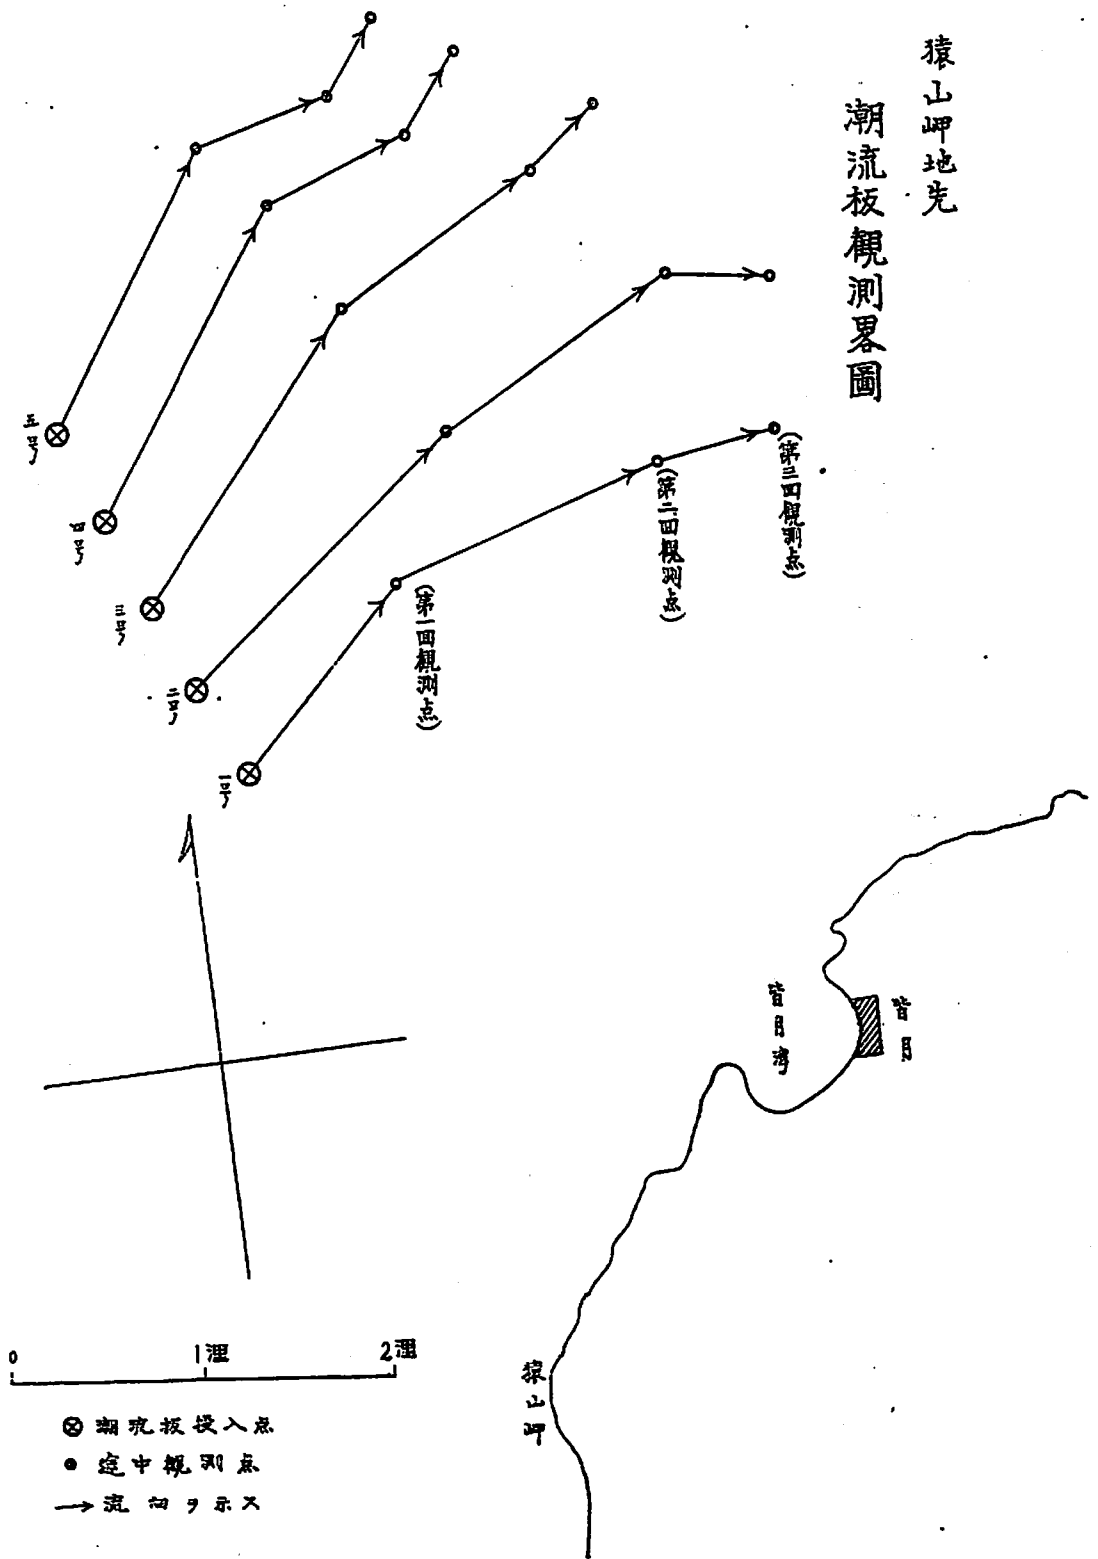 猿山岬地先
潮流板観測畧圖
五号
四号
三号
二号
一号
(第一回観測点)
(第二回観測点)
(第三回観測点)
皆月湾
皆月
猿山岬
0
1浬
2浬
潮流板投入点
途中観測点
流向ヲ示ス